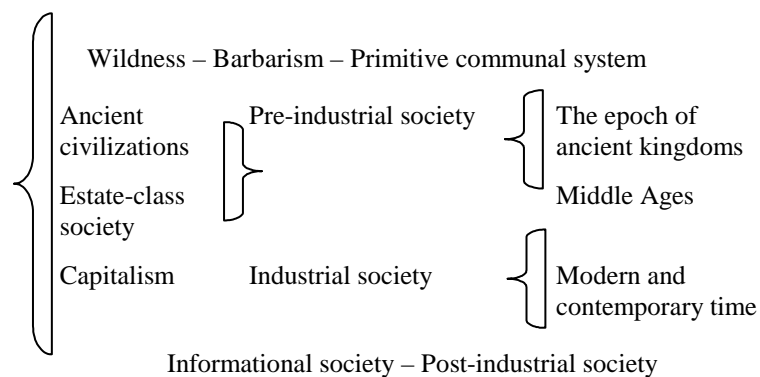 Wildness – Barbarism – Primitive communal system
Ancient civilizations
Pre-industrial society
The epoch of ancient kingdoms
Estate-class society
Middle Ages
Capitalism
Industrial society
Modern and contemporary time
Informational society – Post-industrial society